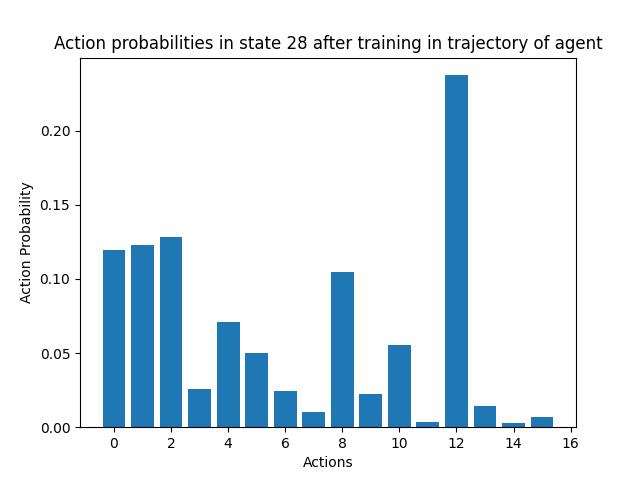 Action probabilities in state 28 after training in trajectory of agent
0.20
0.15
0.10
0.05
0.00
Action Probability
0 2 4 6 8 10 12 14 16
Actions